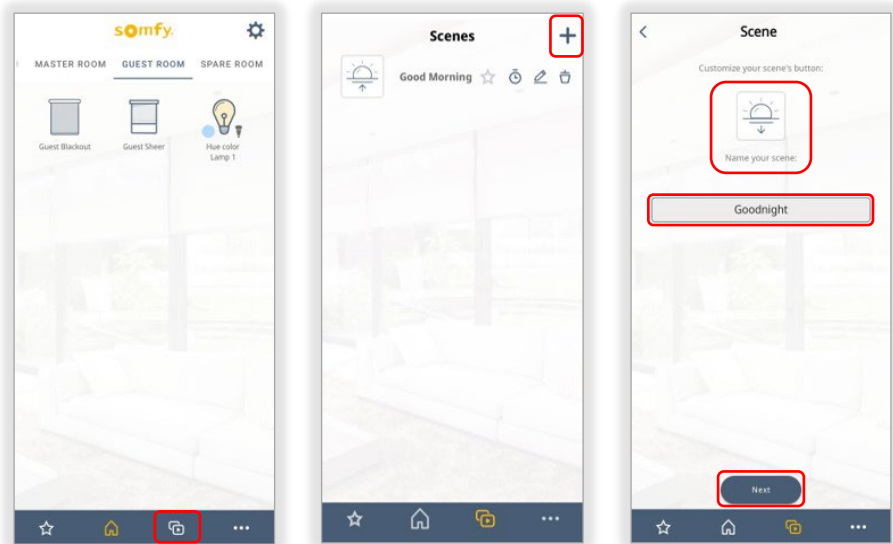 somfy.
MASTER ROOM GUEST ROOM SPARE ROOM
Guest Blackout
Guest Sheer
Hue color
Lamp 1
Scenes
Good Morning
Scene
Customize your scene's button:
Name your scene:
Goodnight
Next